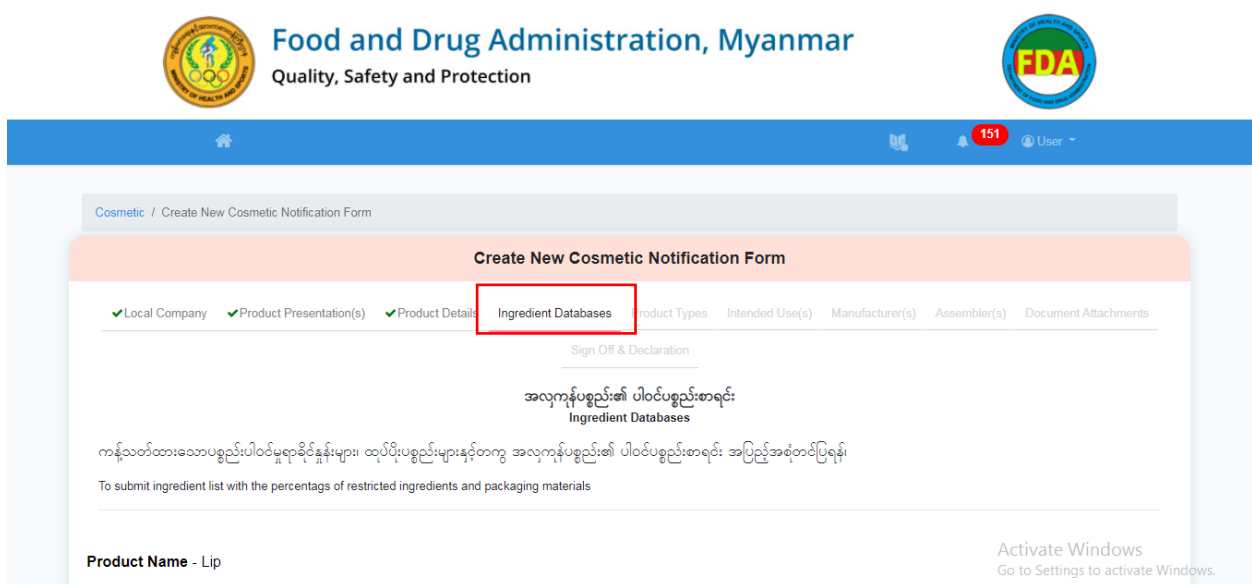 Food and Drug Administration, Myanmar
Quality, Safety and Protection
FDA
151 User
Cosmetic / Create New Cosmetic Notification Form
Create New Cosmetic Notification Form
Local Company Product Presentation(s) Product Details Ingredient Databases Product Types Intended Use(s) Manufacturer(s) Assembler(s) Document Attachments
Sign Off & Declaration
အလှကုန်ပစ္စည်း၏ ပါဝင်ပစ္စည်းစာရင်း
Ingredient Databases
ကန့်သတ်ထားသောပစ္စည်းပါဝင်မှုရာခိုင်နှုန်းများ၊ ထုပ်ပိုးပစ္စည်းများနှင့်တကွ အလှကုန်ပစ္စည်း၏ ပါဝင်ပစ္စည်းစာရင်း အပြည့်အစုံတင်ပြရန်၊
To submit ingredient list with the percentags of restricted ingredients and packaging materials
Product Name - Lip
Activate Windows
Go to Settings to activate Windows.